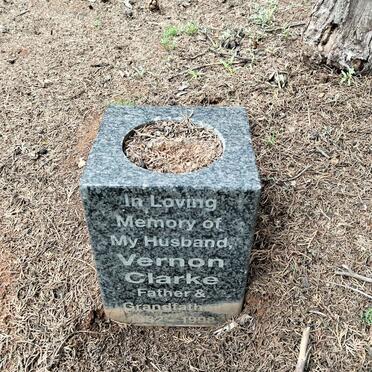 In Loving
Memory of
My Husband,
Vernon
Clarke
Father &